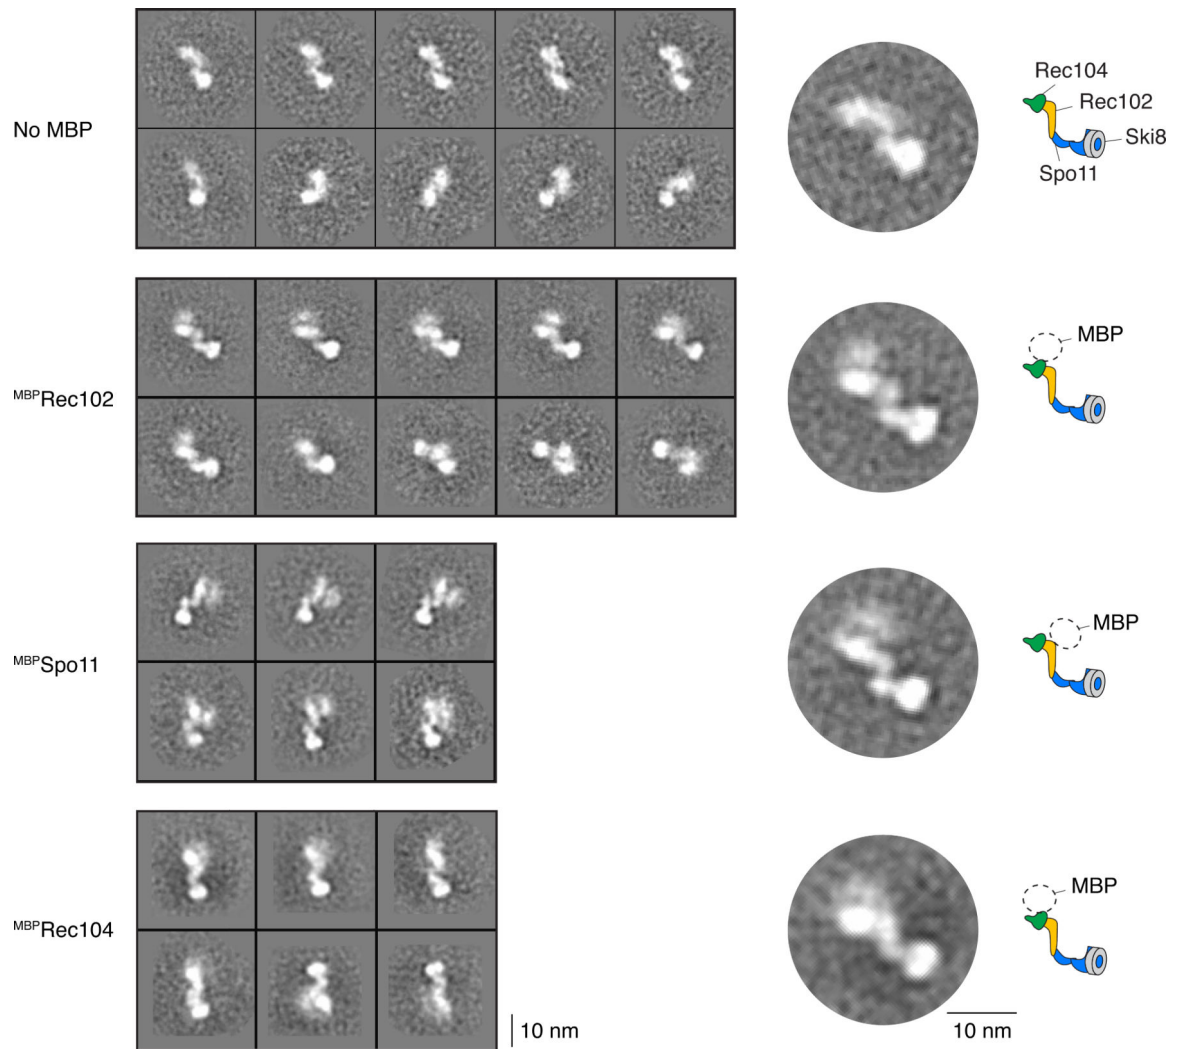 No MBP
Rec104
Rec102
Ski8
Spo11
MBPRec102
MBP
MBPSpo11
MBP
MBPRec104
MBP
10 nm
10 nm